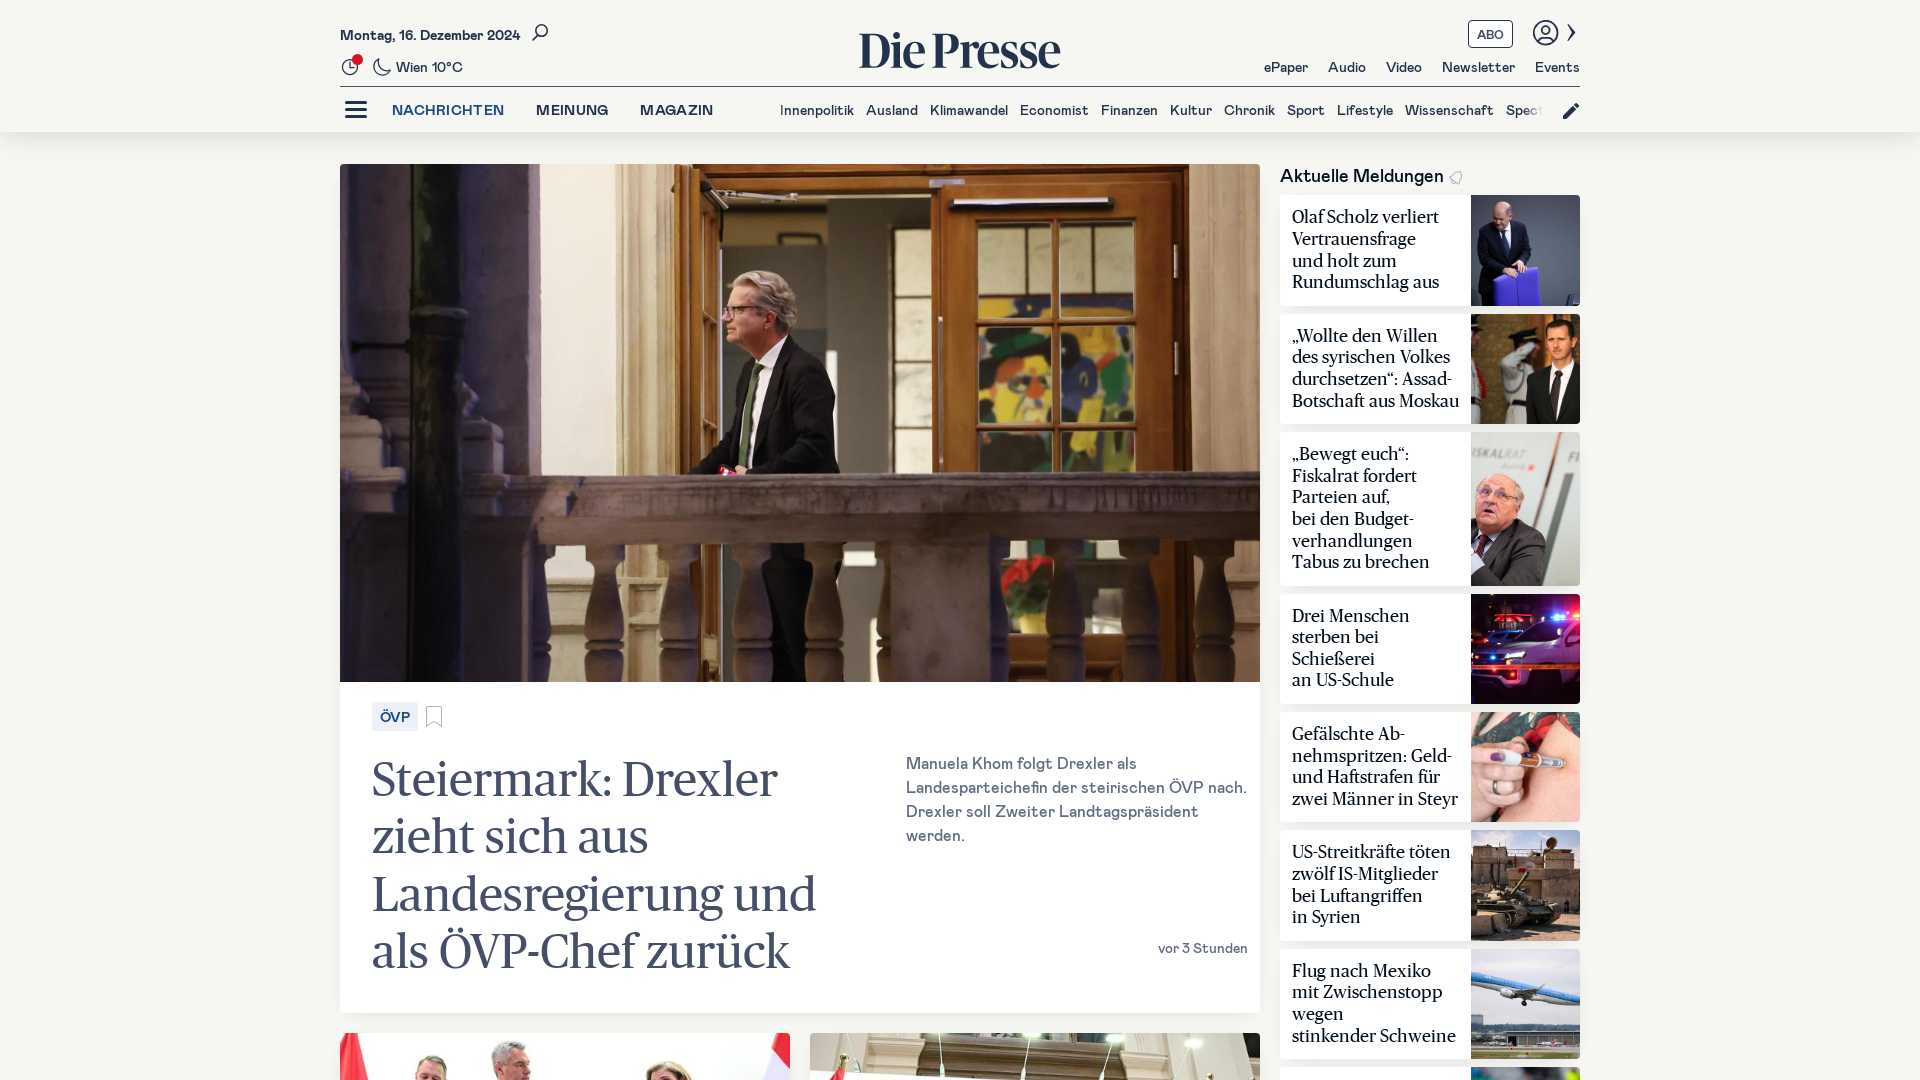 Montag, 16. Dezember 2024
Wien 10°C
Die Presse
ABO
ePaper Audio Video Newsletter Events
NACHRICHTEN MEINUNG MAGAZIN
Innenpolitik Ausland Klimawandel Economist Finanzen Kultur Chronik Sport Lifestyle Wissenschaft
ÖVP
Steiermark: Drexler
zieht sich aus
Landesregierung und
als ÖVP-Chef zurück
Manuela Khom folgt Drexler als
Landesparteichefin der steirischen ÖVP nach.
Drexler soll Zweiter Landtagspräsident
werden.
vor 3 Stunden
Aktuelle Meldungen
Olaf Scholz verliert
Vertrauensfrage
und holt zum
Rundumschlag aus
„Wollte den Willen
des syrischen Volkes
durchsetzen“: Assad-
Botschaft aus Moskau
„Bewegt euch“:
Fiskalrat fordert
Parteien auf,
bei den Budget-
verhandlungen
Tabus zu brechen
Drei Menschen
sterben bei
Schießerei
an US-Schule
Gefälschte Ab-
nehmspritzen: Geld-
und Haftstrafen für
zwei Männer in Steyr
US-Streitkräfte töten
zwölf IS-Mitglieder
bei Luftangriffen
in Syrien
Flug nach Mexiko
mit Zwischenstopp
wegen
stinkender Schweine